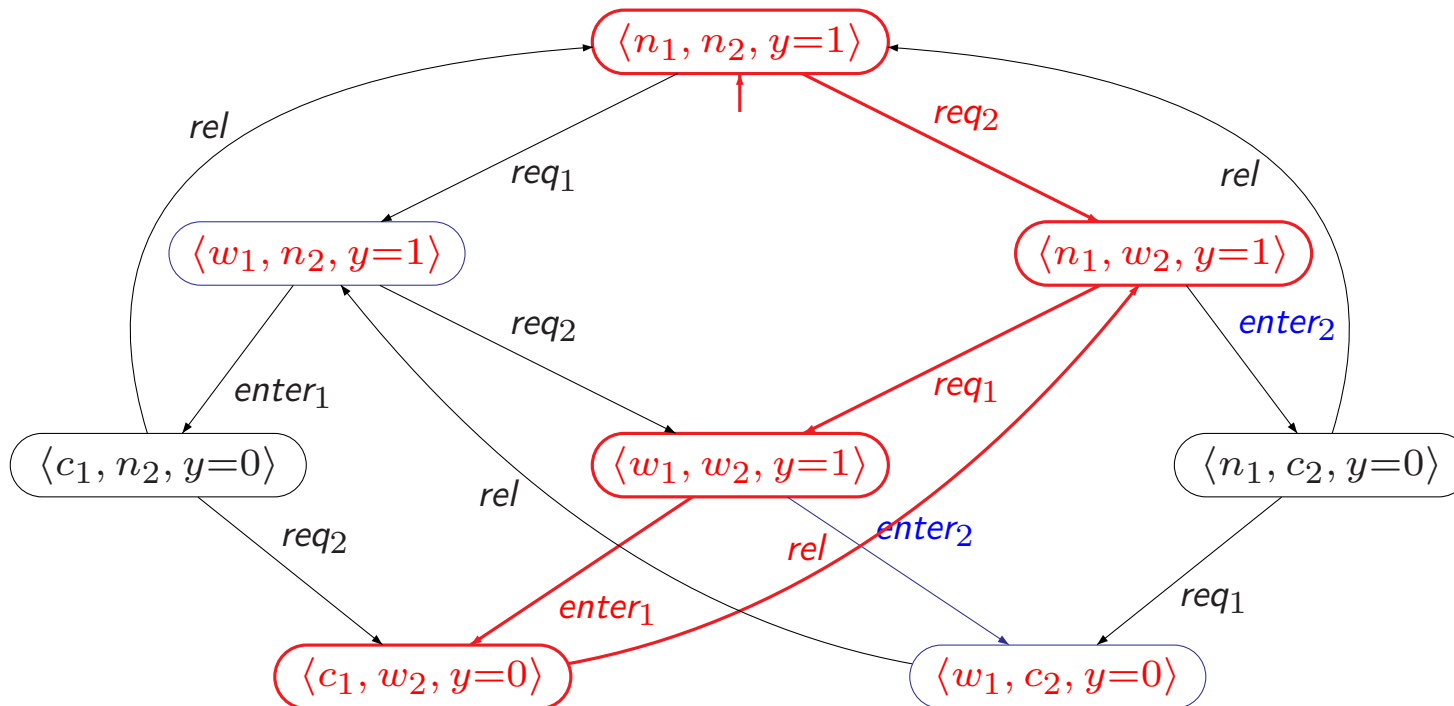 ⟨n₁, n₂, y=1⟩
rel
req₂
req₁
rel
⟨w₁, n₂, y=1⟩
⟨n₁, w₂, y=1⟩
req₂
enter₂
enter₁
req₁
⟨c₁, n₂, y=0⟩
⟨w₁, w₂, y=1⟩
⟨n₁, c₂, y=0⟩
rel
req₂
rel
enter₂
enter₁
req₁
⟨c₁, w₂, y=0⟩
⟨w₁, c₂, y=0⟩